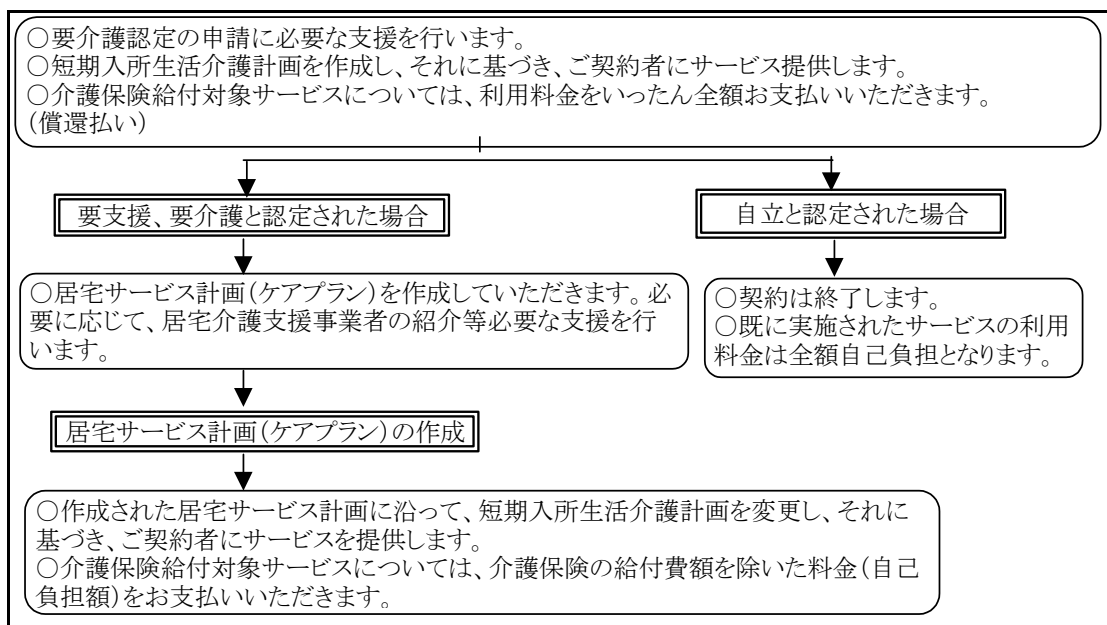 ○要介護認定の申請に必要な支援を行います。
○短期入所生活介護計画を作成し、それに基づき、ご契約者にサービス提供します。
○介護保険給付対象サービスについては、利用料金をいったん全額お支払いいただきます。
(償還払い)
要支援、要介護と認定された場合
自立と認定された場合
○居宅サービス計画(ケアプラン)を作成していただきます。必
要に応じて、居宅介護支援事業者の紹介等必要な支援を行
います。
○契約は終了します。
○既に実施されたサービスの利用
料金は全額自己負担となります。
居宅サービス計画(ケアプラン)の作成
○作成された居宅サービス計画に沿って、短期入所生活介護計画を変更し、それに
基づき、ご契約者にサービスを提供します。
○介護保険給付対象サービスについては、介護保険の給付費額を除いた料金(自己
負担額)をお支払いいただきます。